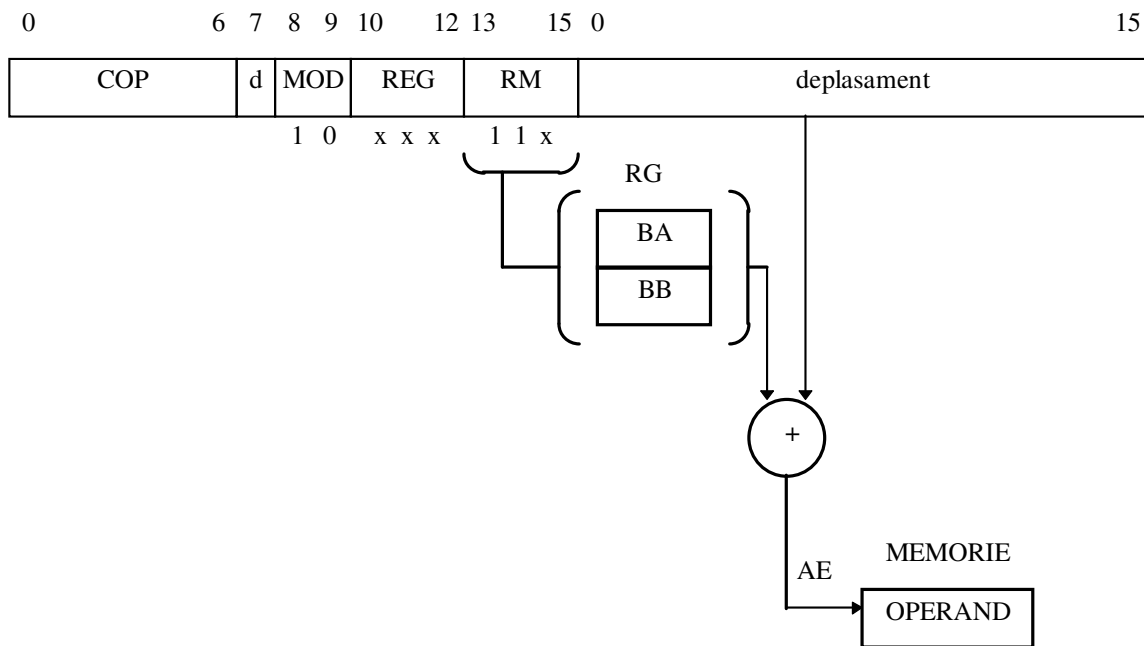 0 6 7 8 9 10 12 13 15 0 15
COP d MOD REG RM deplasament
1 0 x x x 1 1 x
RG
BA
BB
+
MEMORIE
AE
OPERAND